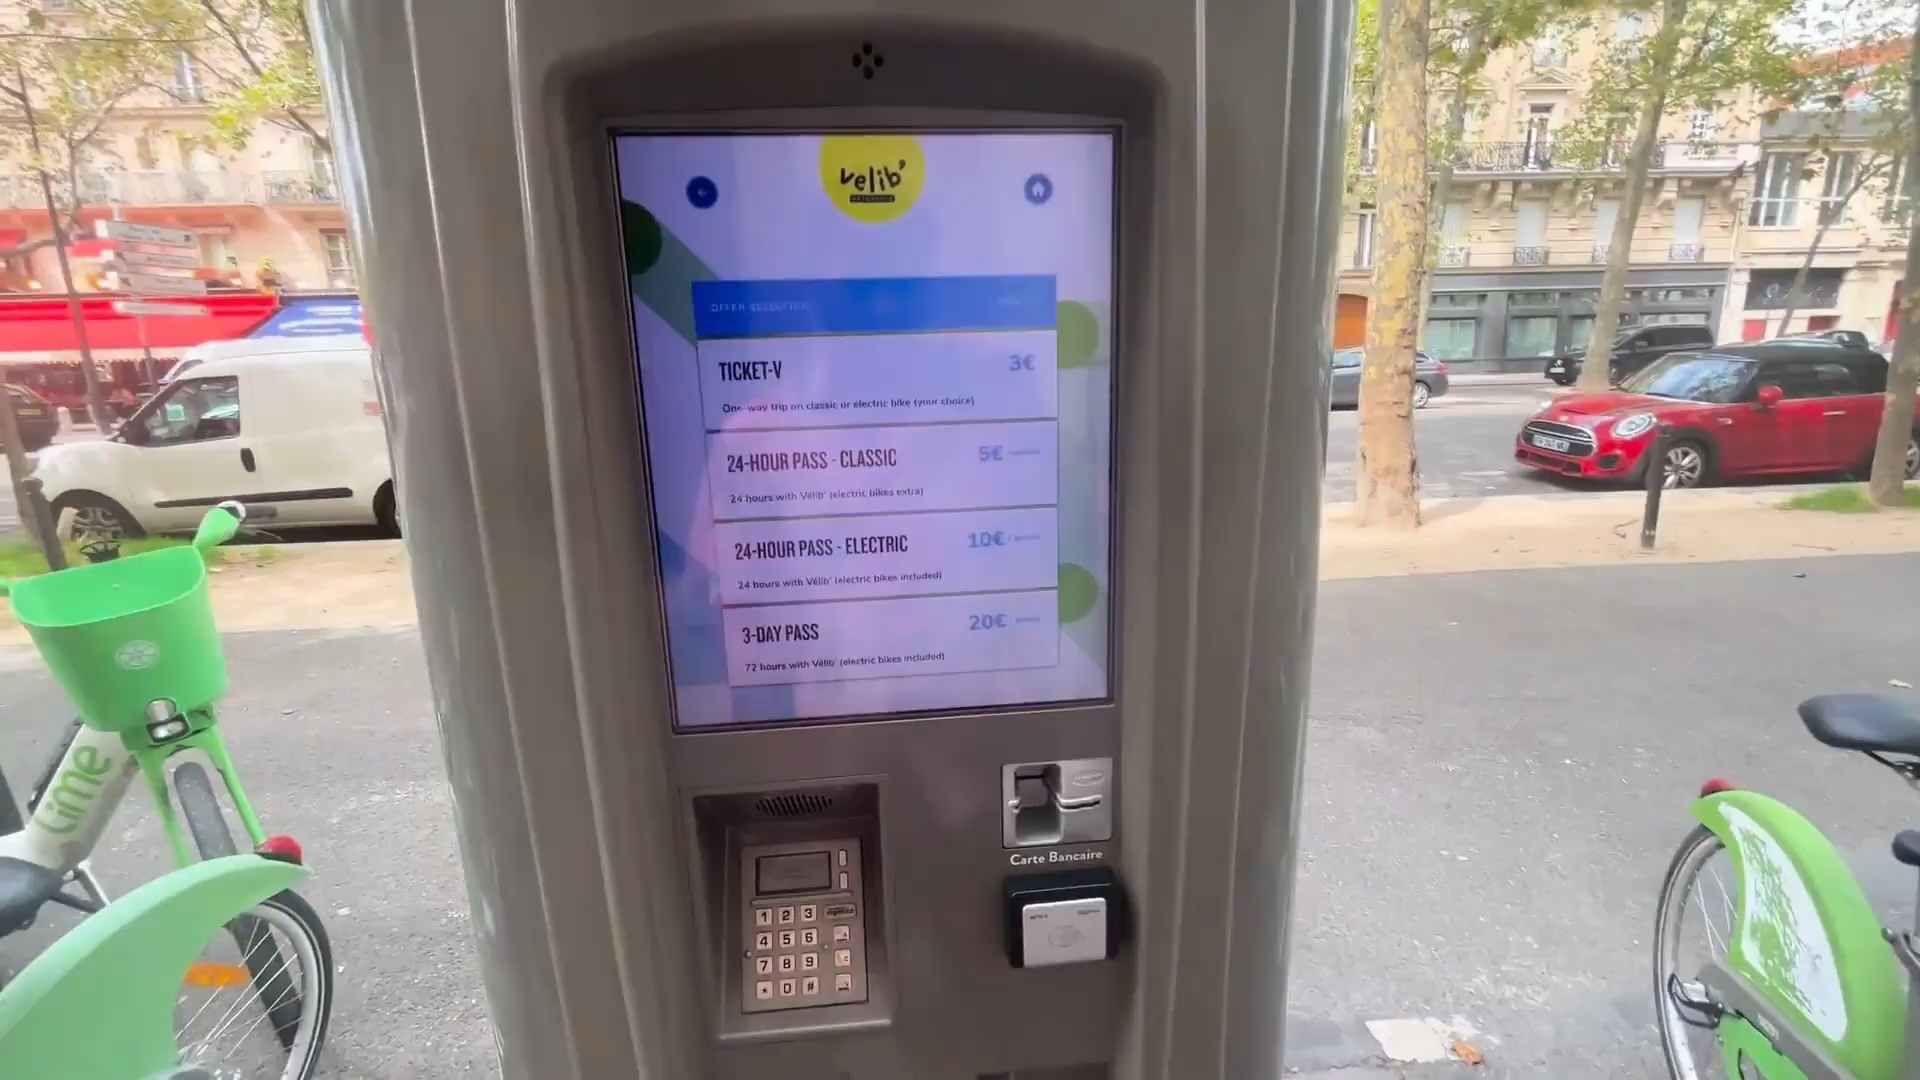 velib'
OFFER SELECTION
TICKET-V
3€
One-way trip on classic or electric bike (your choice)
24-HOUR PASS - CLASSIC
5€
24 hours with Vélib' (electric bikes extra)
24-HOUR PASS - ELECTRIC
10€
24 hours with Vélib' (electric bikes included)
3-DAY PASS
20€
72 hours with Vélib' (electric bikes included)
Carte Bancaire
1 2 3
4 5 6
7 8 9
* 0 #
Lime